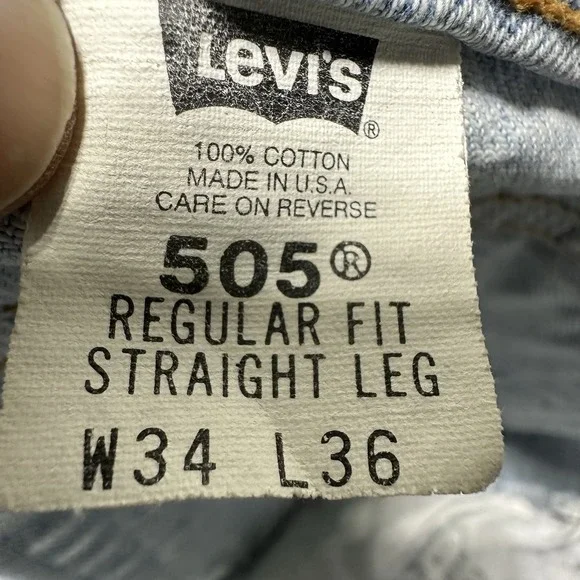 Levi's ®
100% COTTON
MADE IN U.S.A.
CARE ON REVERSE
505®
REGULAR FIT
STRAIGHT LEG
W34 L36